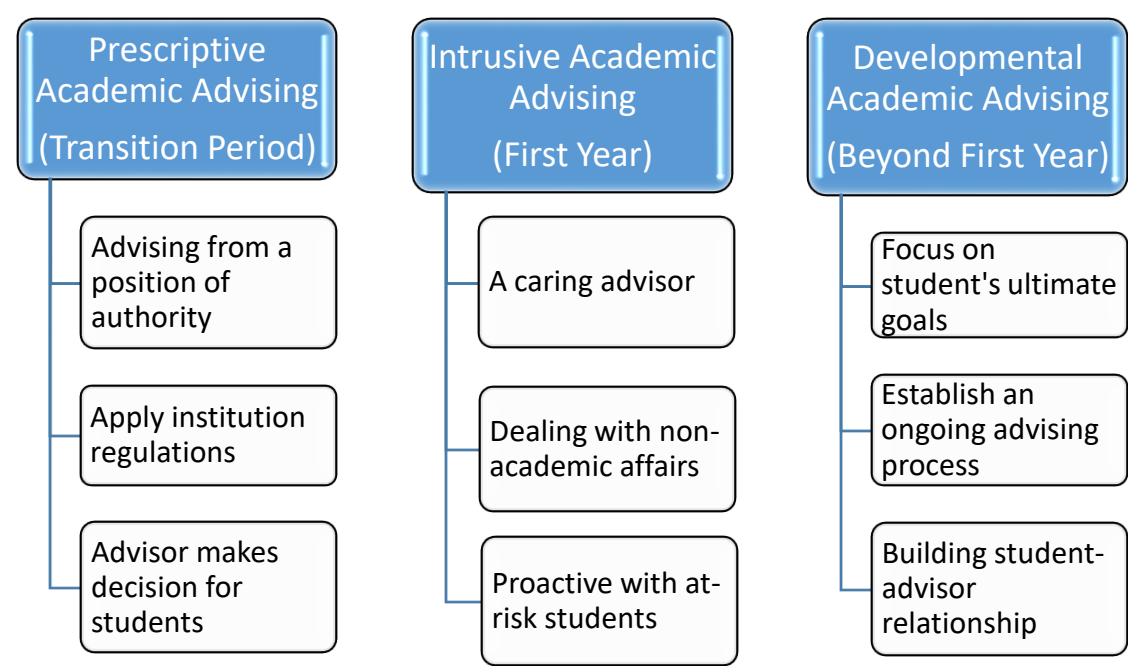 Prescriptive
Academic Advising
(Transition Period)
Advising from a
position of
authority
Apply institution
regulations
Advisor makes
decision for
students
Intrusive Academic
Advising
(First Year)
A caring advisor
Dealing with non-
academic affairs
Proactive with at-
risk students
Developmental
Academic Advising
(Beyond First Year)
Focus on
student's ultimate
goals
Establish an
ongoing advising
process
Building student-
advisor
relationship